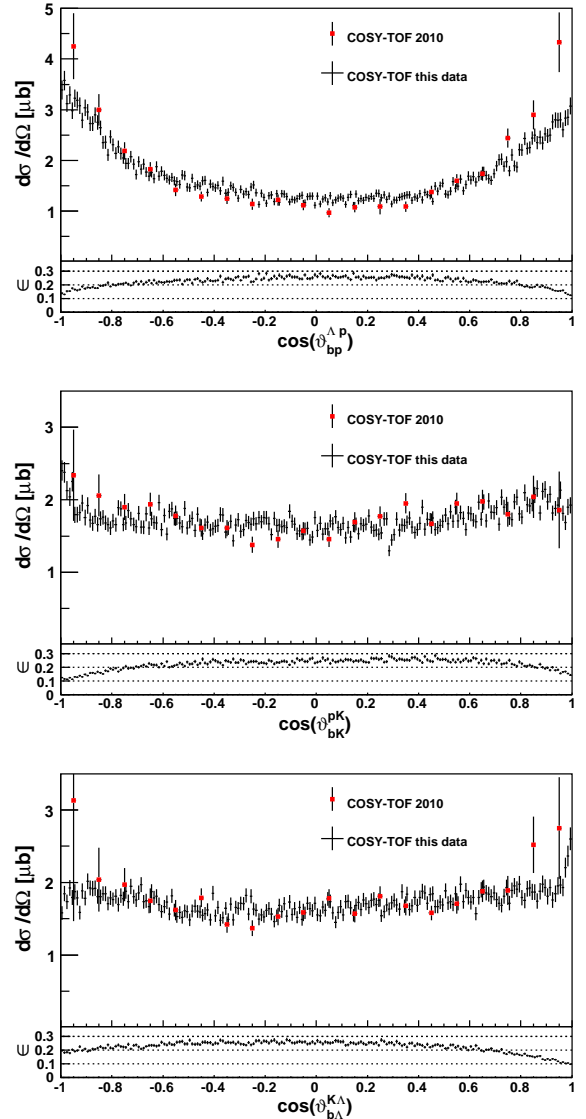 5
4
3
2
1
dσ/dΩ [μb]
COSY-TOF 2010
COSY-TOF this data
∈
0.3
0.2
0.1
0
-1 -0.8 -0.6 -0.4 -0.2 0 0.2 0.4 0.6 0.8 1
cos(ϑ_bp^Λp)
3
2
1
dσ/dΩ [μb]
COSY-TOF 2010
COSY-TOF this data
∈
0.3
0.2
0.1
0
-1 -0.8 -0.6 -0.4 -0.2 0 0.2 0.4 0.6 0.8 1
cos(ϑ_bK^pK)
3
2
1
dσ/dΩ [μb]
COSY-TOF 2010
COSY-TOF this data
∈
0.3
0.2
0.1
0
-1 -0.8 -0.6 -0.4 -0.2 0 0.2 0.4 0.6 0.8 1
cos(ϑ_bΛ^KΛ)